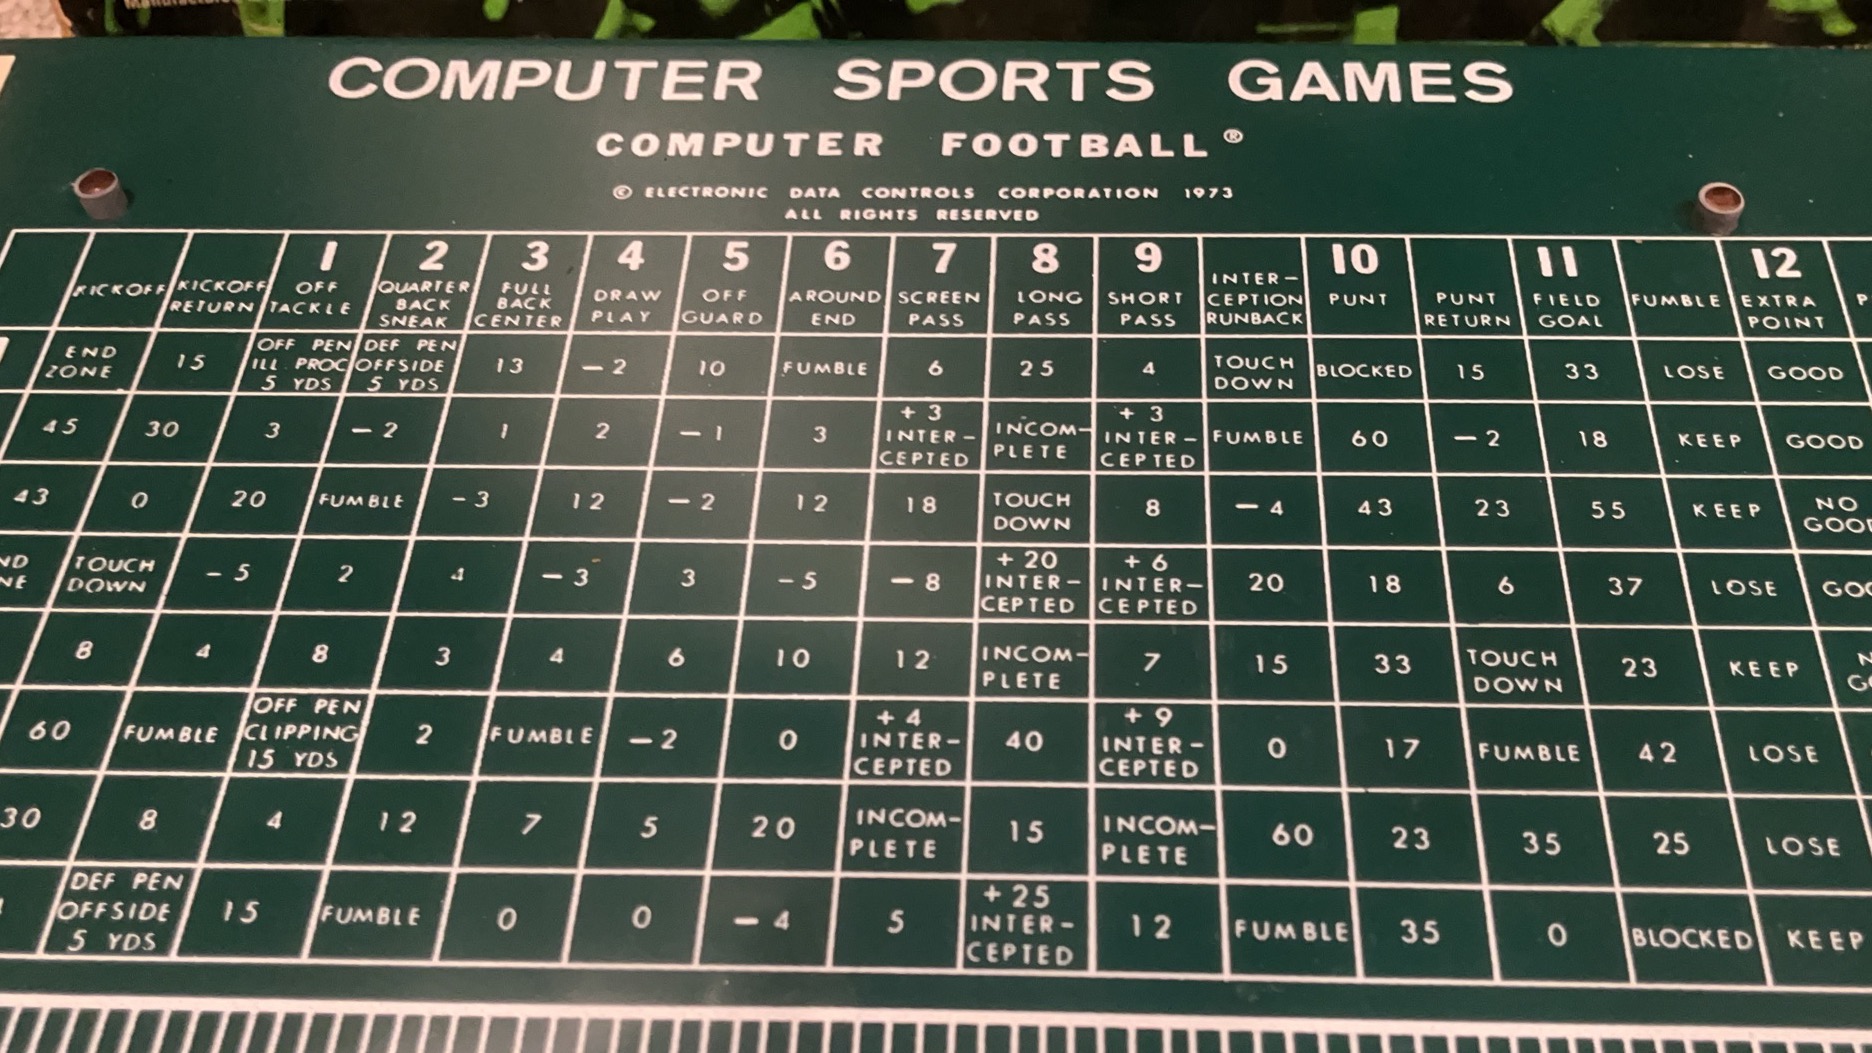 COMPUTER SPORTS GAMES
COMPUTER FOOTBALL ®
© ELECTRONIC DATA CONTROLS CORPORATION 1973
ALL RIGHTS RESERVED
KICKOFF
KICKOFF
RETURN
1
OFF
TACKLE
2
QUARTER
BACK
SNEAK
3
FULL
BACK
CENTER
4
DRAW
PLAY
5
OFF
GUARD
6
AROUND
END
7
SCREEN
PASS
8
LONG
PASS
9
SHORT
PASS
INTER-
CEPTION
RUNBACK
10
PUNT
PUNT
RETURN
11
FIELD
GOAL
FUMBLE
12
EXTRA
POINT
END
ZONE
15
OFF PEN
ILL. PROC
5 YDS
DEF PEN
OFFSIDE
5 YDS
13
-2
10
FUMBLE
6
25
4
TOUCH
DOWN
BLOCKED
15
33
LOSE
GOOD
45
30
3
-2
1
2
-1
3
+3
INTER-
CEPTED
INCOM-
PLETE
+3
INTER-
CEPTED
FUMBLE
60
-2
18
KEEP
GOOD
43
0
20
FUMBLE
-3
12
-2
12
18
TOUCH
DOWN
8
-4
43
23
55
KEEP
NO
GOOD
TOUCH
DOWN
-5
2
4
-3
3
-5
-8
+20
INTER-
CEPTED
+6
INTER-
CEPTED
20
18
6
37
LOSE
8
4
8
3
4
6
10
12
INCOM-
PLETE
7
15
33
TOUCH
DOWN
23
KEEP
60
FUMBLE
OFF PEN
CLIPPING
15 YDS
2
FUMBLE
-2
0
+4
INTER-
CEPTED
40
+9
INTER-
CEPTED
0
17
FUMBLE
42
LOSE
30
8
4
12
7
5
20
INCOM-
PLETE
15
INCOM-
PLETE
60
23
35
25
LOSE
DEF PEN
OFFSIDE
5 YDS
15
FUMBLE
0
0
-4
5
+25
INTER-
CEPTED
12
FUMBLE
35
0
BLOCKED
KEEP